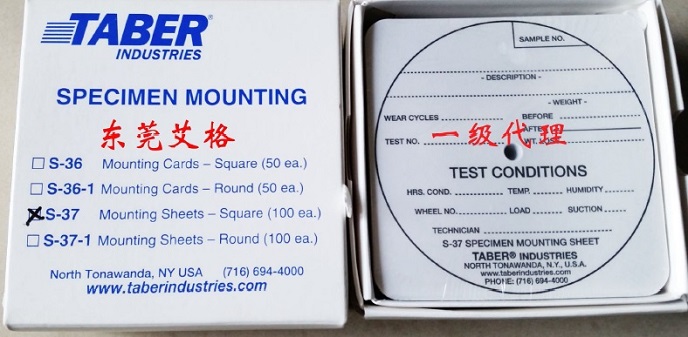 TABER
INDUSTRIES
SPECIMEN MOUNTING
东莞艾格
S-36 Mounting Cards – Square (50 ea.)
S-36-1 Mounting Cards – Round (50 ea.)
S-37 Mounting Sheets – Square (100 ea.)
S-37-1 Mounting Sheets – Round (100 ea.)
North Tonawanda, NY USA (716) 694-4000
www.taberindustries.com
SAMPLE NO.
- DESCRIPTION -
- WEIGHT -
WEAR CYCLES BEFORE
AFTER
TEST NO. WT. LOSS
一级代理
TEST CONDITIONS
HRS. COND. TEMP. HUMIDITY
WHEEL NO. LOAD SUCTION
TECHNICIAN
S-37 SPECIMEN MOUNTING SHEET
TABER® INDUSTRIES
NORTH TONAWANDA, N.Y., U.S.A.
www.taberindustries.com
PHONE: (716) 694-4000